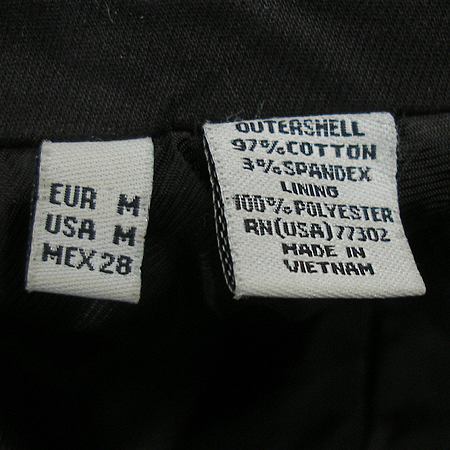 EUR M
USA M
MEX 28
OUTERSHELL
97% COTTON
3% SPANDEX
LINING
100% POLYESTER
RN(USA) 77302
MADE IN
VIETNAM